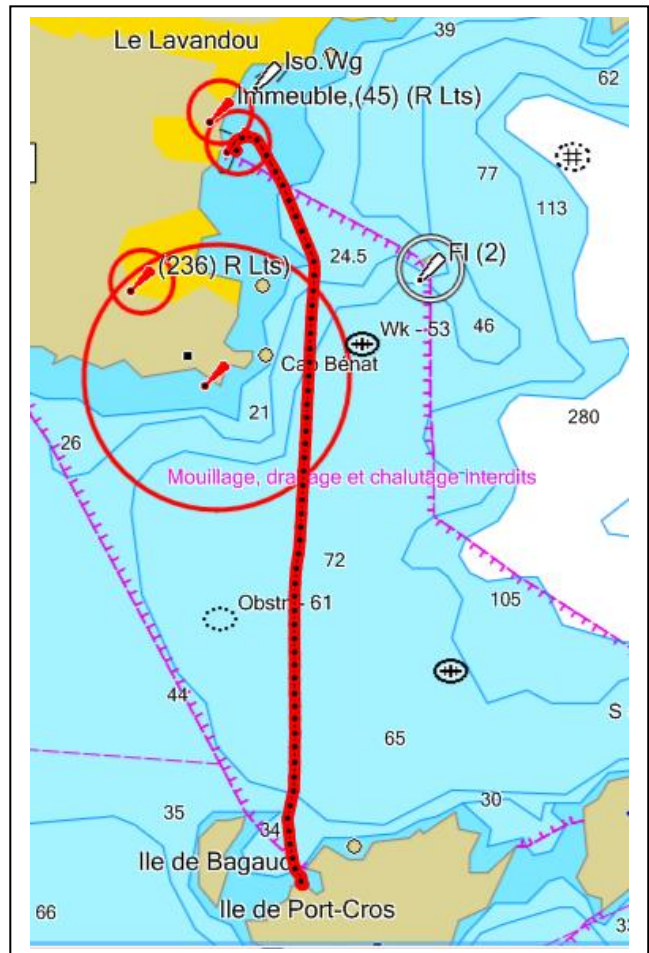 39
Le Lavandou
Iso.Wg
62
Immeuble,(45) (R Lts)
77
113
24.5
Fl (2)
(236) R Lts)
Wk - 53
46
Cap Bénat
21
280
26
Mouillage, dragage et chalutage interdits
72
Obstn - 61
105
44
S
65
30
35
34
Ile de Bagaud
Ile de Port-Cros
66